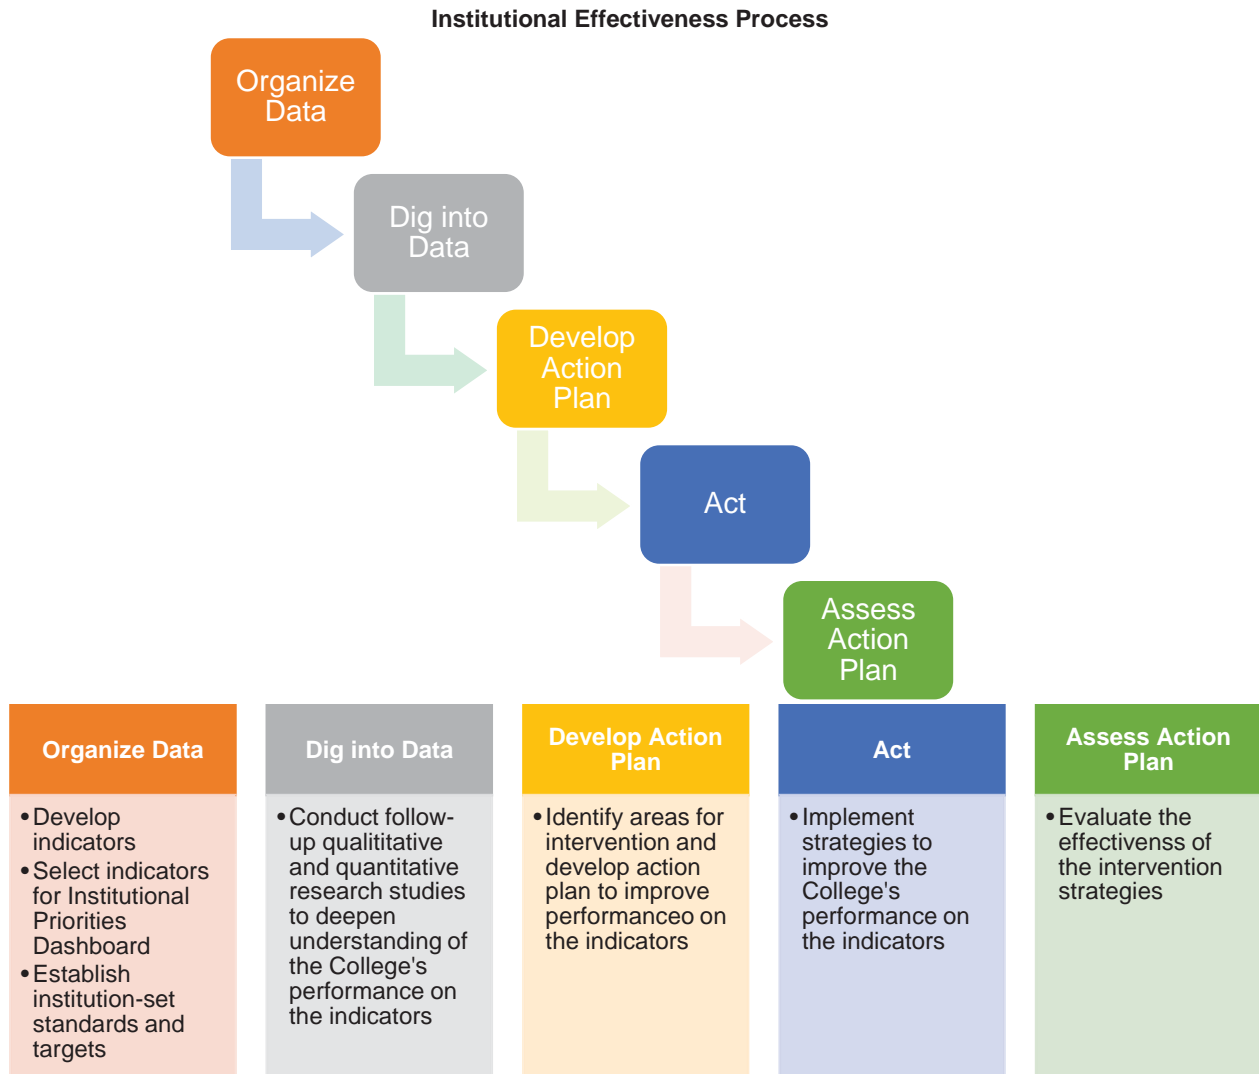 Institutional Effectiveness Process
Organize
Data
Dig into
Data
Develop
Action
Plan
Act
Assess
Action
Plan
Organize Data
• Develop
indicators
• Select indicators
for Institutional
Priorities
Dashboard
• Establish
institution-set
standards and
targets
Dig into Data
• Conduct follow-
up qualititative
and quantitative
research studies
to deepen
understanding of
the College's
performance on
the indicators
Develop Action
Plan
• Identify areas for
intervention and
develop action
plan to improve
performanceo on
the indicators
Act
• Implement
strategies to
improve the
College's
performance on
the indicators
Assess Action
Plan
• Evaluate the
effectivenss of
the intervention
strategies